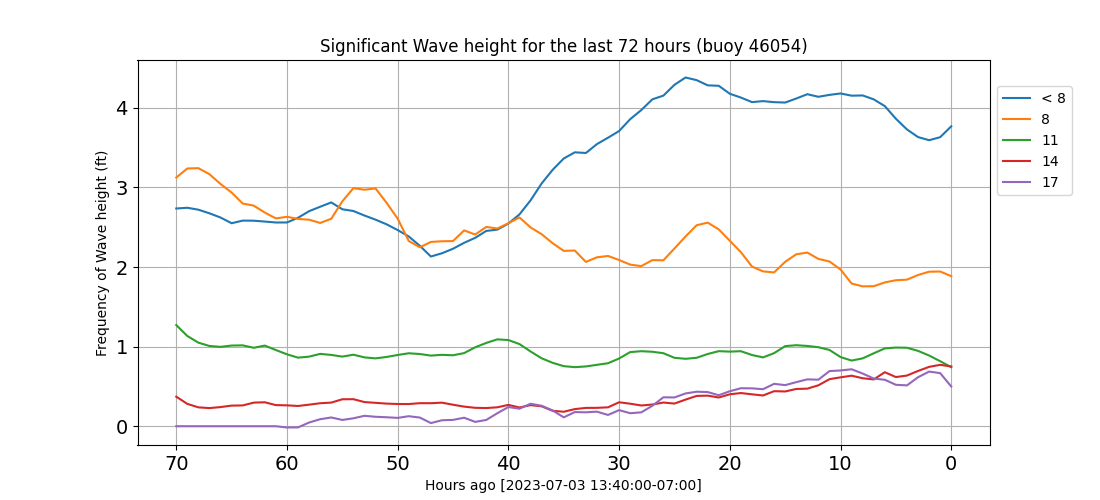 Significant Wave height for the last 72 hours (buoy 46054)
Frequency of Wave height (ft)
4
3
2
1
0
70 60 50 40 30 20 10 0
Hours ago [2023-07-03 13:40:00-07:00]
< 8
8
11
14
17